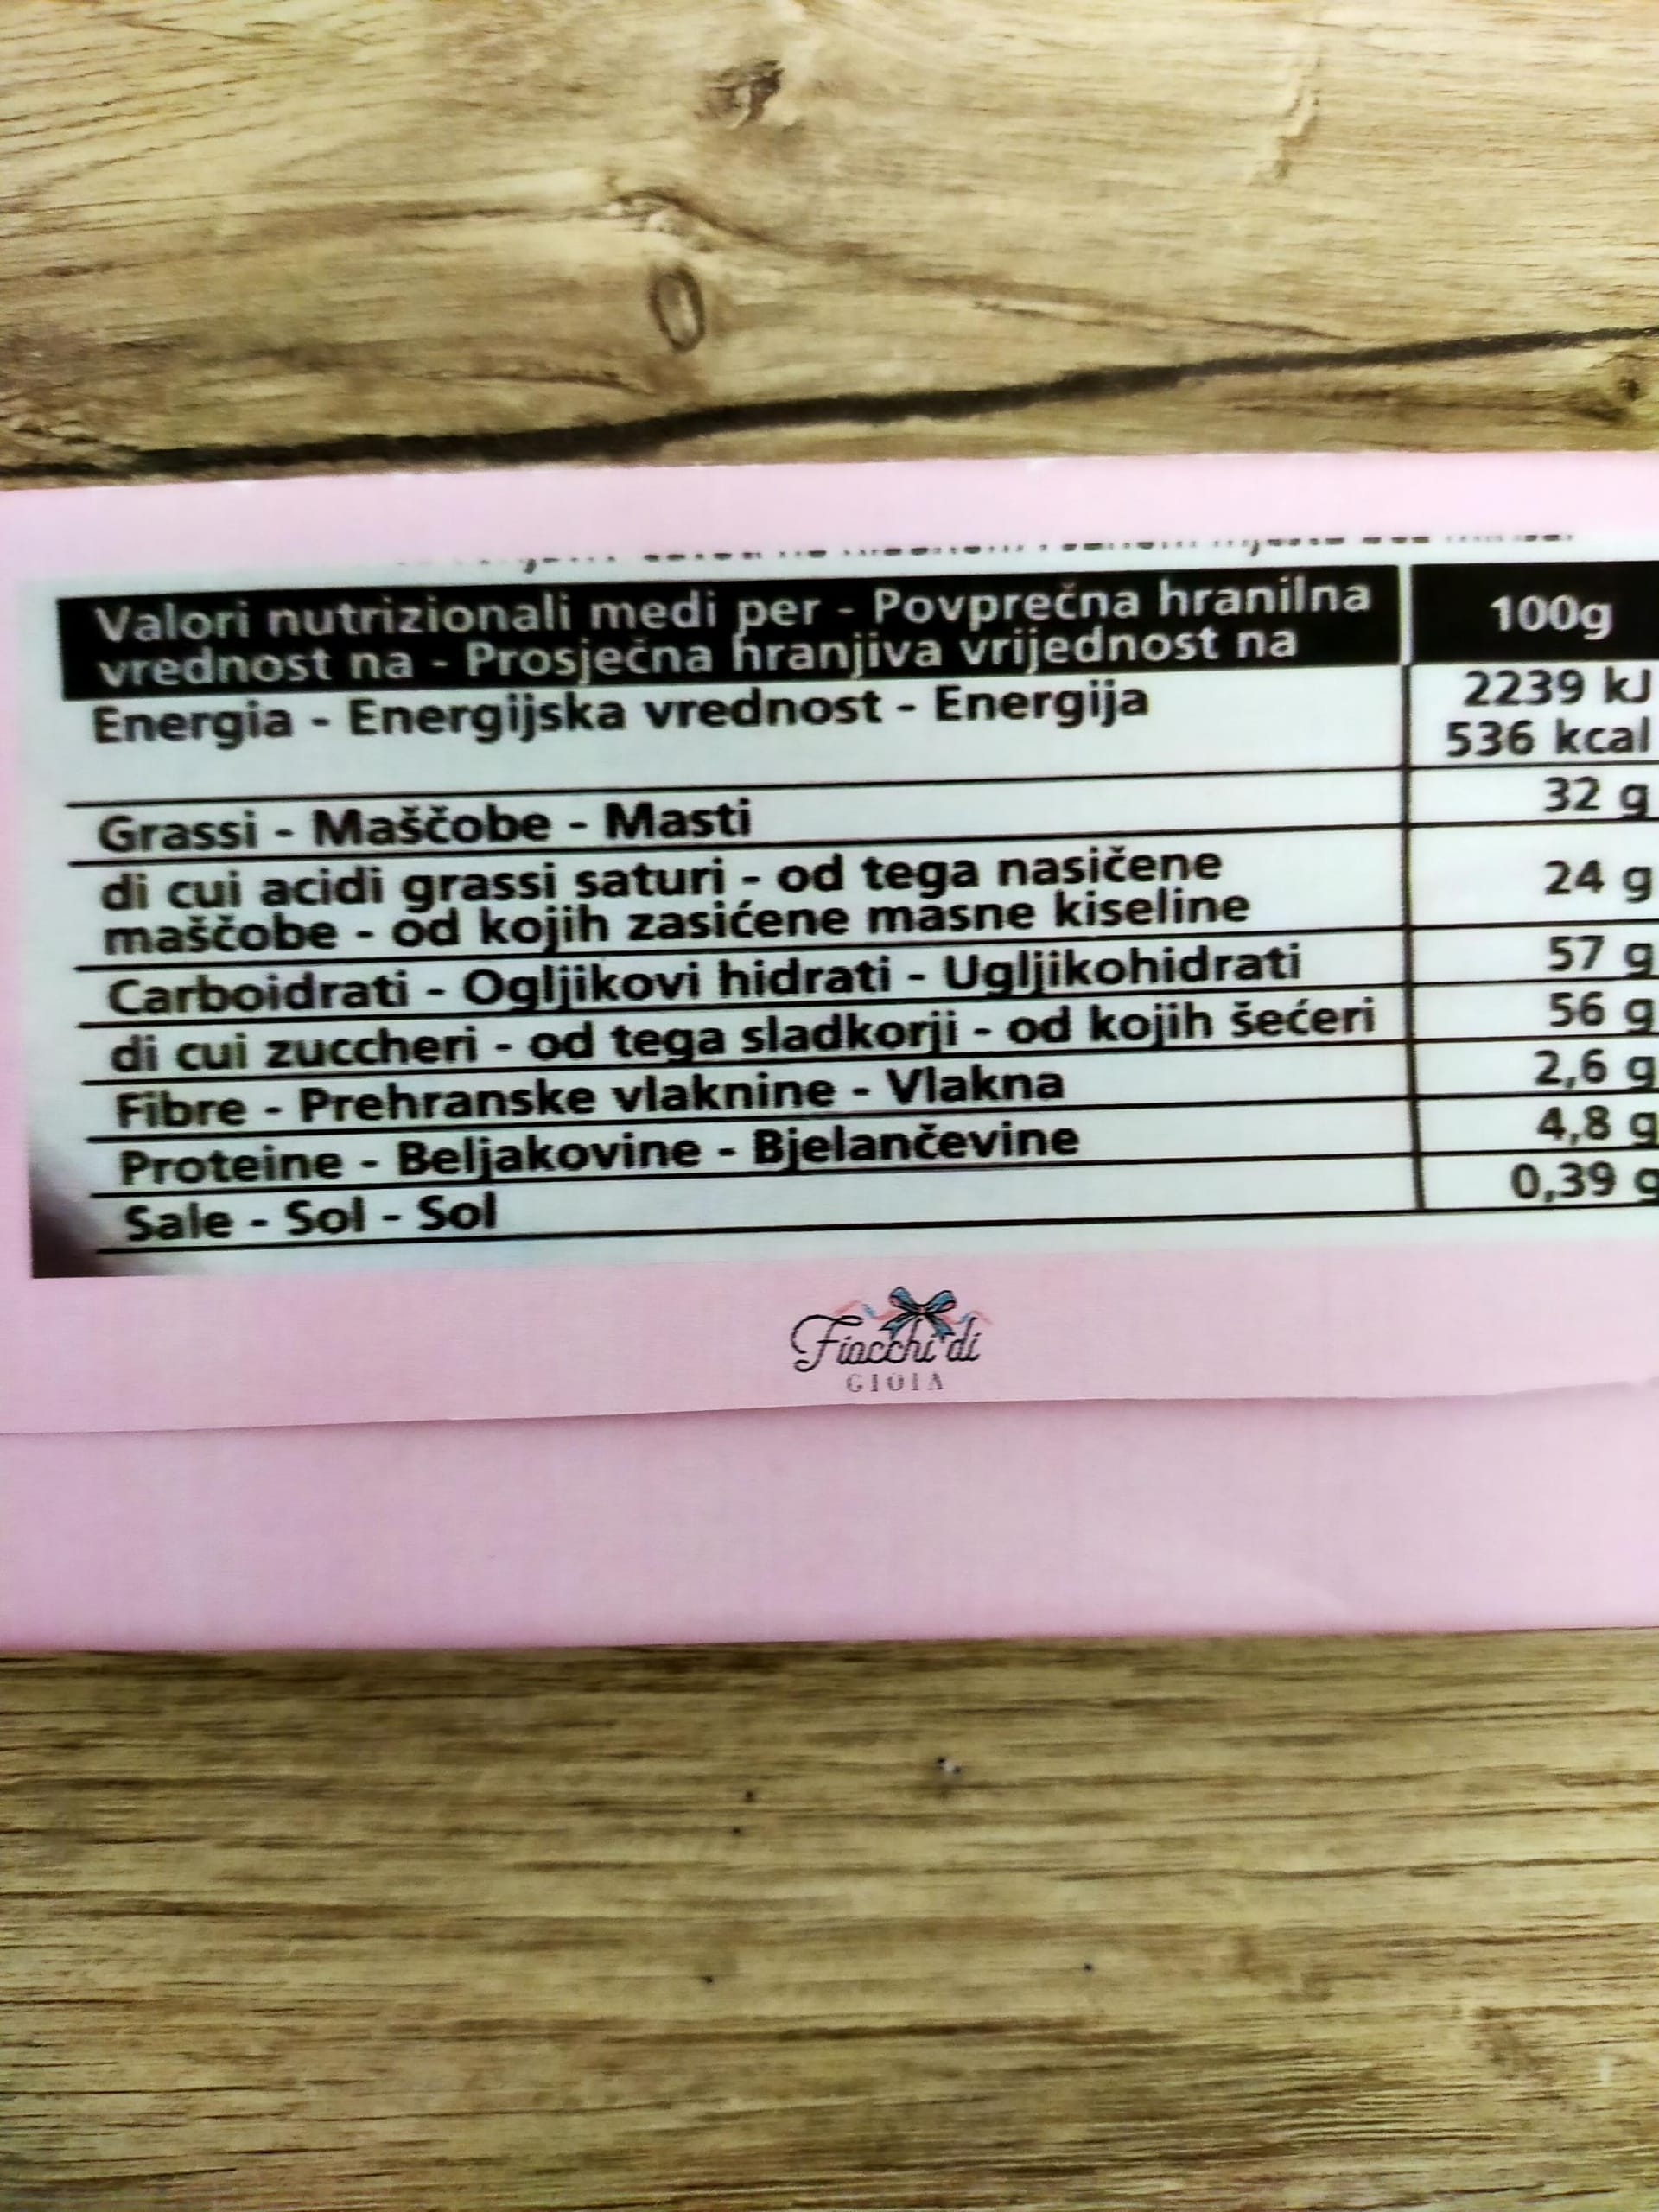 Valori nutrizionali medi per - Povprečna hranilna
vrednost na - Prosječna hranjiva vrijednost na
100g
Energia - Energijska vrednost - Energija
2239 kJ
536 kcal
Grassi - Maščobe - Masti
32 g
di cui acidi grassi saturi - od tega nasičene
maščobe - od kojih zasićene masne kiseline
24 g
Carboidrati - Ogljikovi hidrati - Ugljikohidrati
57 g
di cui zuccheri - od tega sladkorji - od kojih šećeri
56 g
Fibre - Prehranske vlaknine - Vlakna
2,6 g
Proteine - Beljakovine - Bjelančevine
4,8 g
Sale - Sol - Sol
0,39 g
Fiocchi di
GIOIA